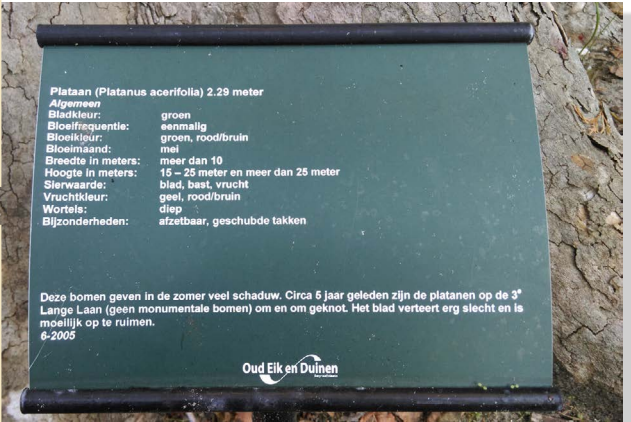 Plataan (Platanus acerifolia) 2.29 meter
Algemeen
Bladkleur: groen
Bloeifrequentie: eenmalig
Bloeikleur: groen, rood/bruin
Bloeimaand: mei
Breedte in meters: meer dan 10
Hoogte in meters: 15 – 25 meter en meer dan 25 meter
Sierwaarde: blad, bast, vrucht
Vruchtkleur: geel, rood/bruin
Wortels: diep
Bijzonderheden: afzetbaar, geschubde takken
Deze bomen geven in de zomer veel schaduw. Circa 5 jaar geleden zijn de platanen op de 3e
Lange Laan (geen monumentale bomen) om en om geknot. Het blad verteert erg slecht en is
moeilijk op te ruimen.
6-2005
Oud Eik en Duinen